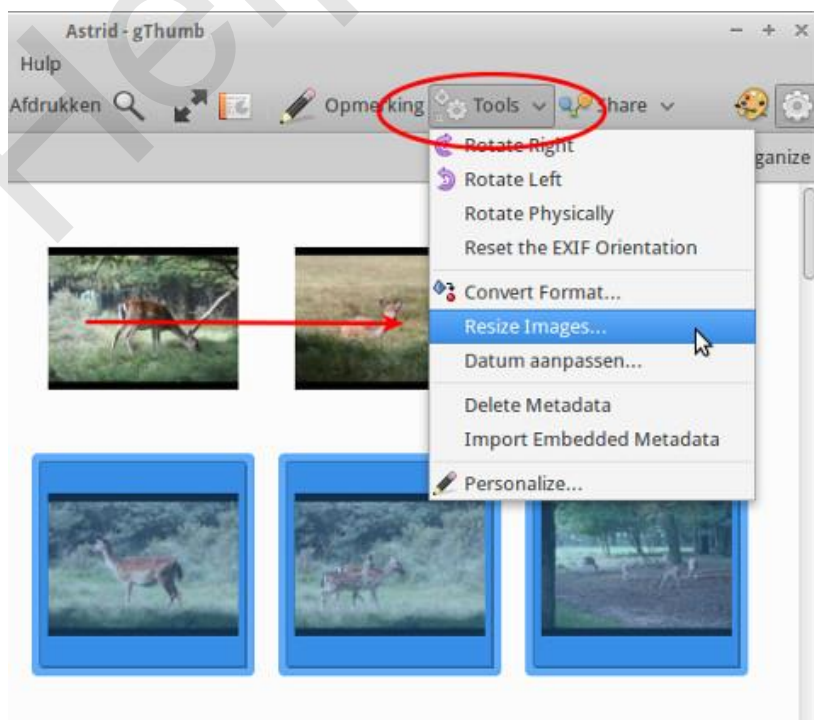 Astrid - gThumb
Hulp
Afdrukken Opmerking Tools Share
ganize
Rotate Right
Rotate Left
Rotate Physically
Reset the EXIF Orientation
Convert Format...
Resize Images...
Datum aanpassen...
Delete Metadata
Import Embedded Metadata
Personalize...